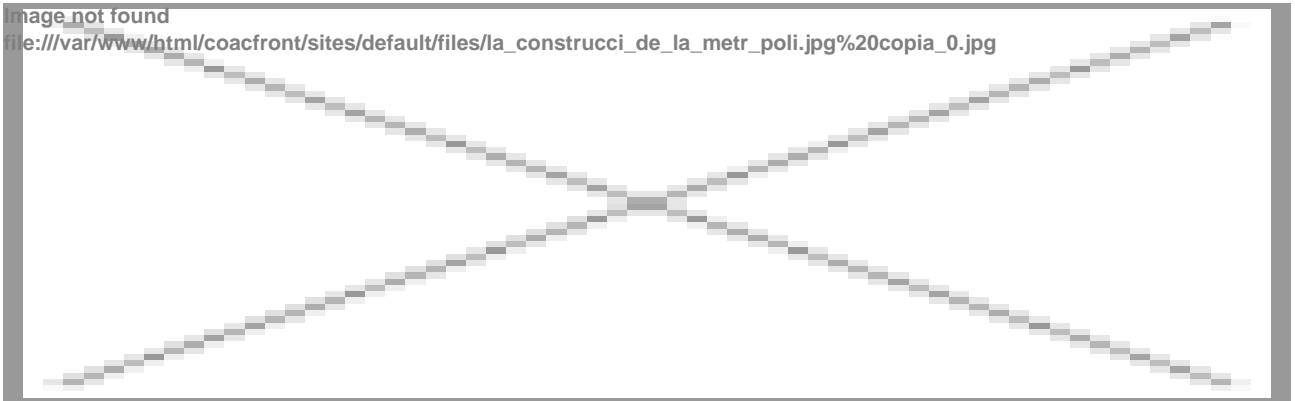 Image not found
file:///var/www/html/coacfront/sites/default/files/la_construcci_de_la_metr_poli.jpg%20copia_0.jpg